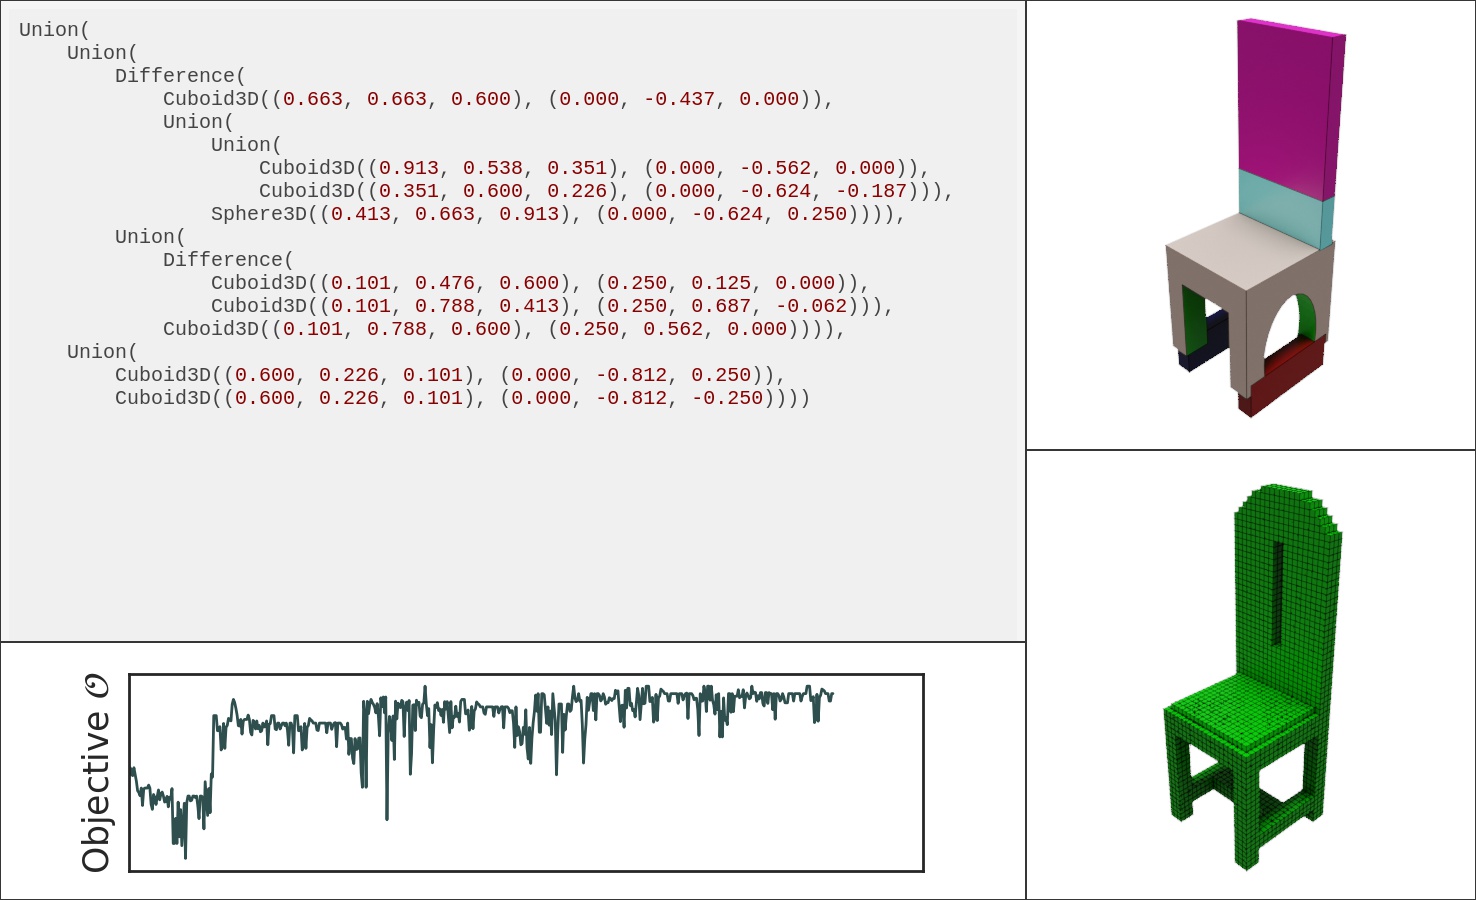 Union(
    Union(
        Difference(
            Cuboid3D((0.663, 0.663, 0.600), (0.000, -0.437, 0.000)),
            Union(
                Union(
                    Cuboid3D((0.913, 0.538, 0.351), (0.000, -0.562, 0.000)),
                    Cuboid3D((0.351, 0.600, 0.226), (0.000, -0.624, -0.187))),
                Sphere3D((0.413, 0.663, 0.913), (0.000, -0.624, 0.250)))),
        Union(
            Difference(
                Cuboid3D((0.101, 0.476, 0.600), (0.250, 0.125, 0.000)),
                Cuboid3D((0.101, 0.788, 0.413), (0.250, 0.687, -0.062))),
            Cuboid3D((0.101, 0.788, 0.600), (0.250, 0.562, 0.000)))),
    Union(
        Cuboid3D((0.600, 0.226, 0.101), (0.000, -0.812, 0.250)),
        Cuboid3D((0.600, 0.226, 0.101), (0.000, -0.812, -0.250))))
Objective 𝒪